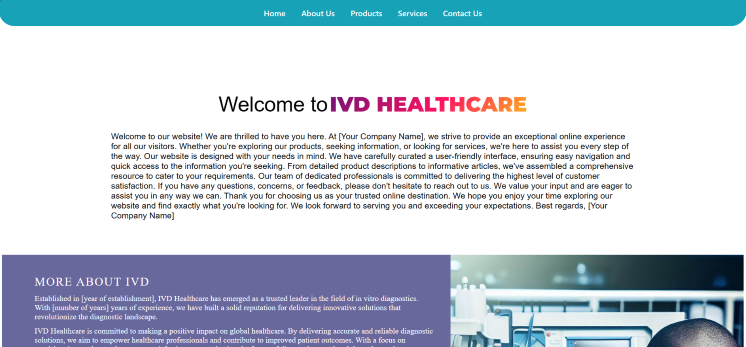 Home About Us Products Services Contact Us
Welcome to IVD HEALTHCARE
Welcome to our website! We are thrilled to have you here. At [Your Company Name], we strive to provide an exceptional online experience
for all our visitors. Whether you're exploring our products, seeking information, or looking for services, we're here to assist you every step of
the way. Our website is designed with your needs in mind. We have carefully curated a user-friendly interface, ensuring easy navigation and
quick access to the information you're seeking. From detailed product descriptions to informative articles, we've assembled a comprehensive
resource to cater to your requirements. Our team of dedicated professionals is committed to delivering the highest level of customer
satisfaction. If you have any questions, concerns, or feedback, please don't hesitate to reach out to us. We value your input and are eager to
assist you in any way we can. Thank you for choosing us as your trusted online destination. We hope you enjoy your time exploring our
website and find exactly what you're looking for. We look forward to serving you and exceeding your expectations. Best regards, [Your
Company Name]
MORE ABOUT IVD
Established in [year of establishment], IVD Healthcare has emerged as a trusted leader in the field of in vitro diagnostics.
With [number of years] years of experience, we have built a solid reputation for delivering innovative solutions that
revolutionize the diagnostic landscape.
IVD Healthcare is committed to making a positive impact on global healthcare. By delivering accurate and reliable diagnostic
solutions, we aim to empower healthcare professionals and contribute to improved patient outcomes. With a focus on